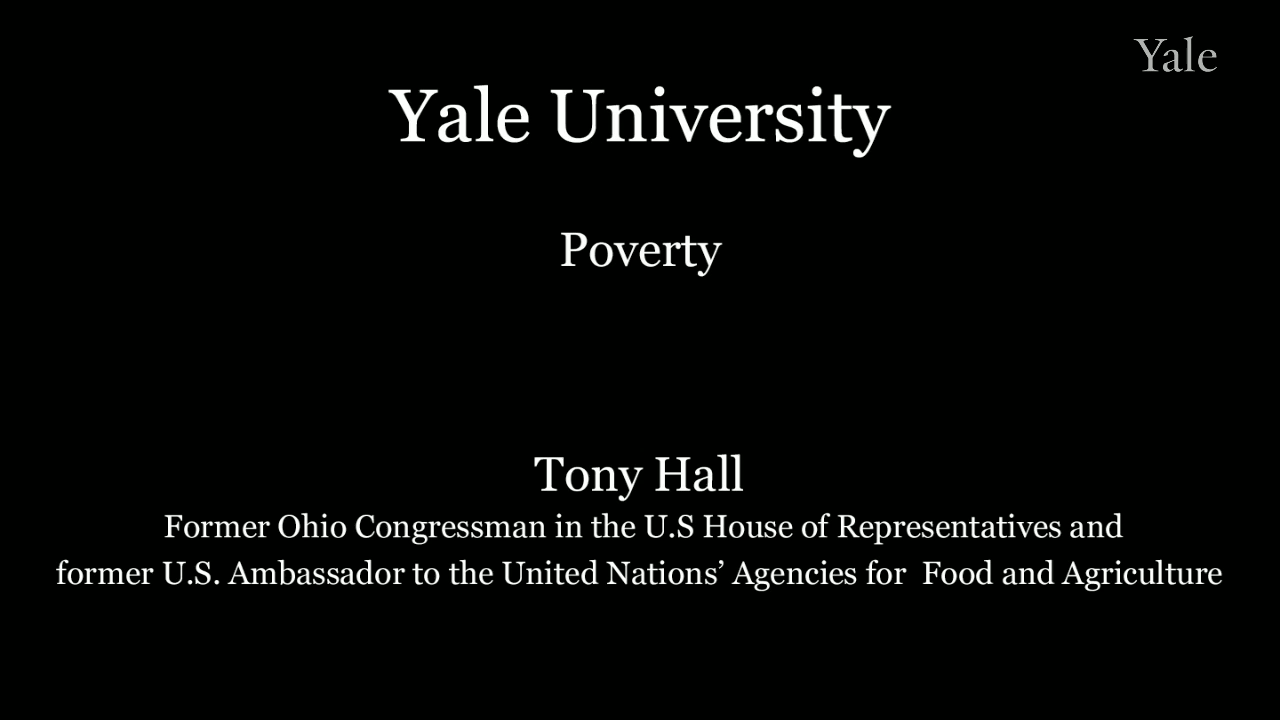 Yale
Yale University
Poverty
Tony Hall
Former Ohio Congressman in the U.S House of Representatives and
former U.S. Ambassador to the United Nations’ Agencies for  Food and Agriculture